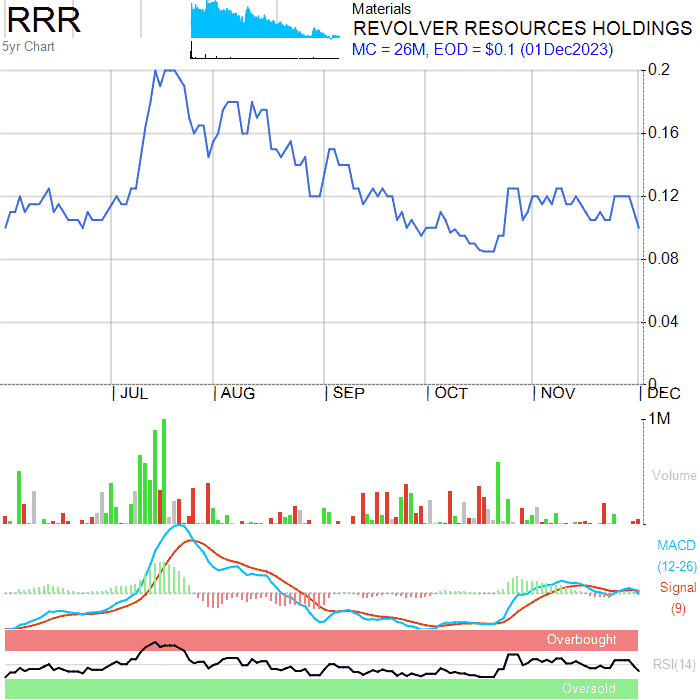 RRR
5yr Chart
Materials
REVOLVER RESOURCES HOLDINGS
MC = 26M, EOD = $0.1 (01Dec2023)
0.2
0.16
0.12
0.08
0.04
0
JUL AUG SEP OCT NOV DEC
1M
Volume
MACD
(12-26)
Signal
(9)
Overbought
RSI(14)
Oversold